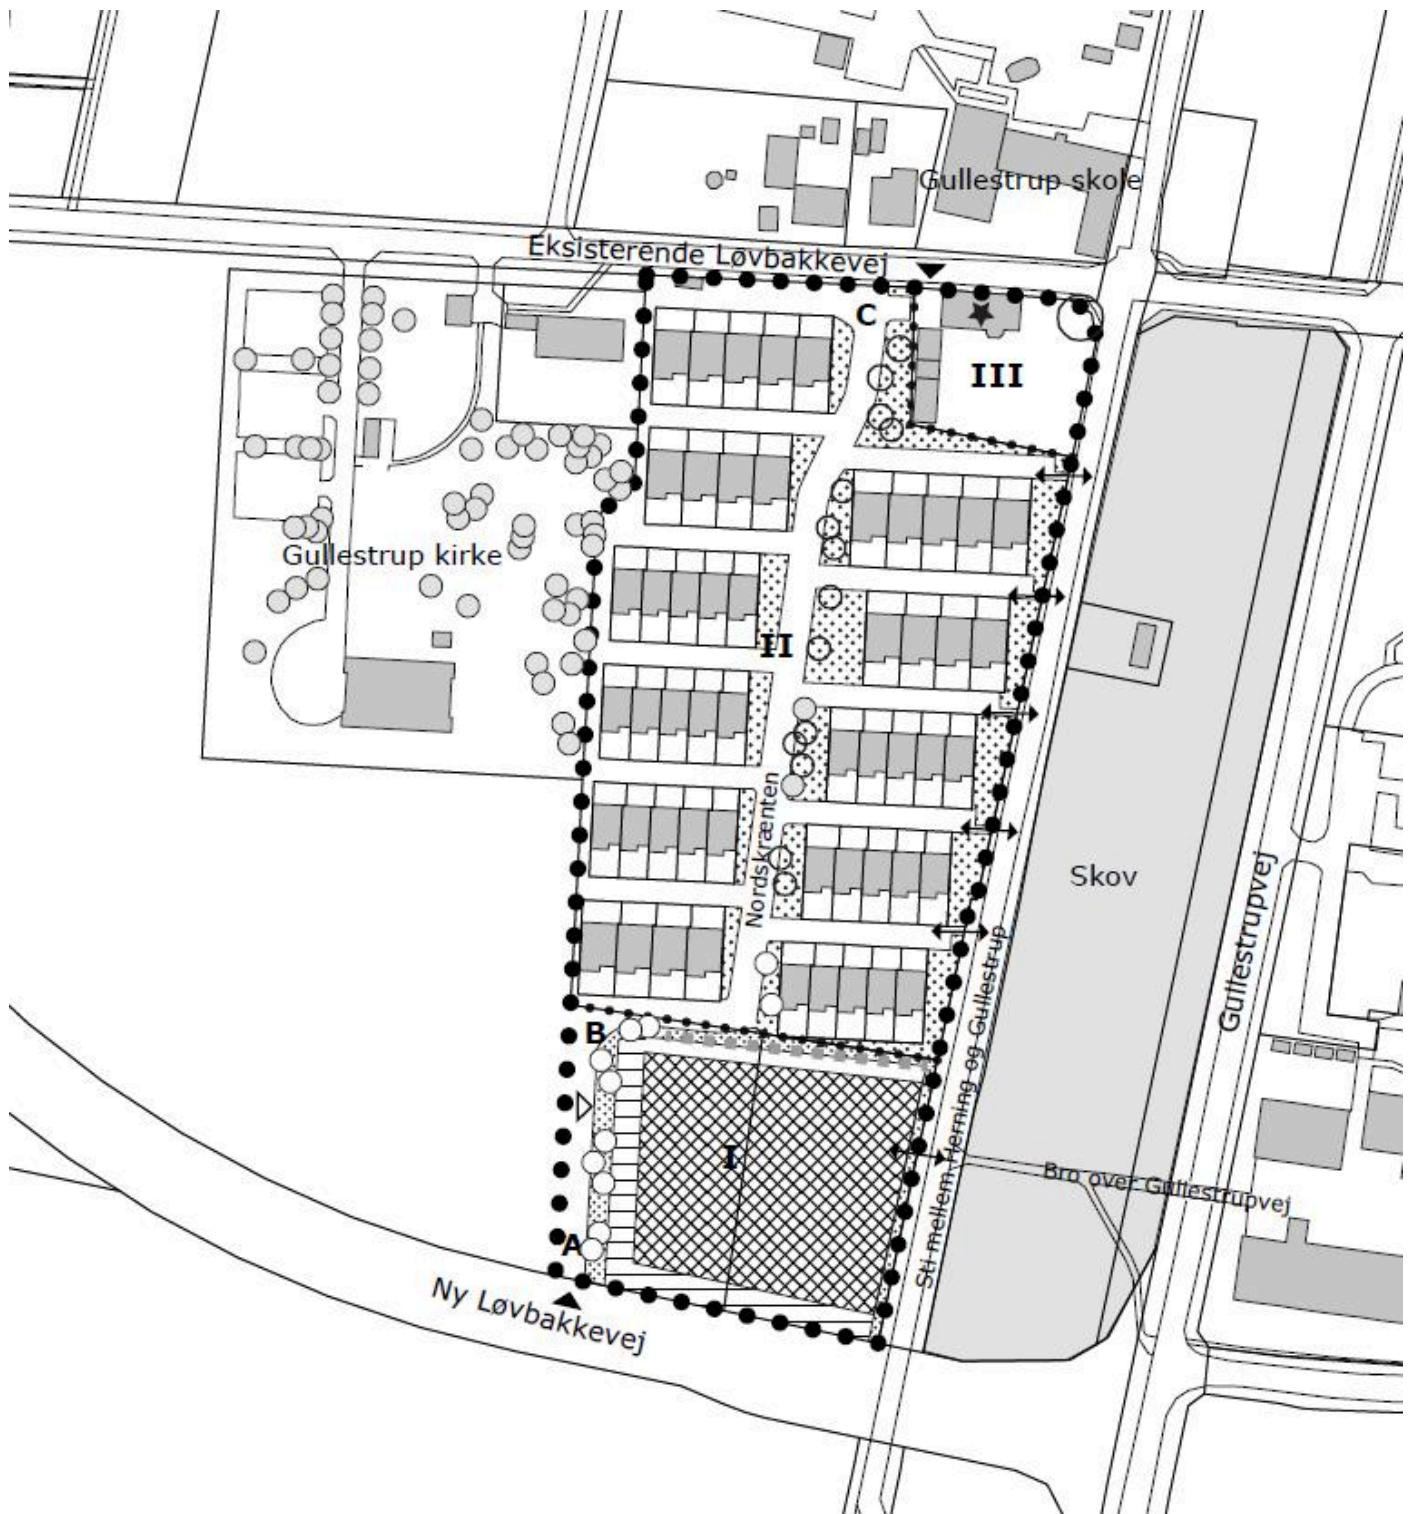 Gullestrup skole
Eksisterende Løvbakkevej
C
III
Gullestrup kirke
II
Nordskrænten
Skov
Gullestrupvej
Sti mellem Herning og Gullestrup
B
I
Bro over Gullestrupvej
A
Ny Løvbakkevej